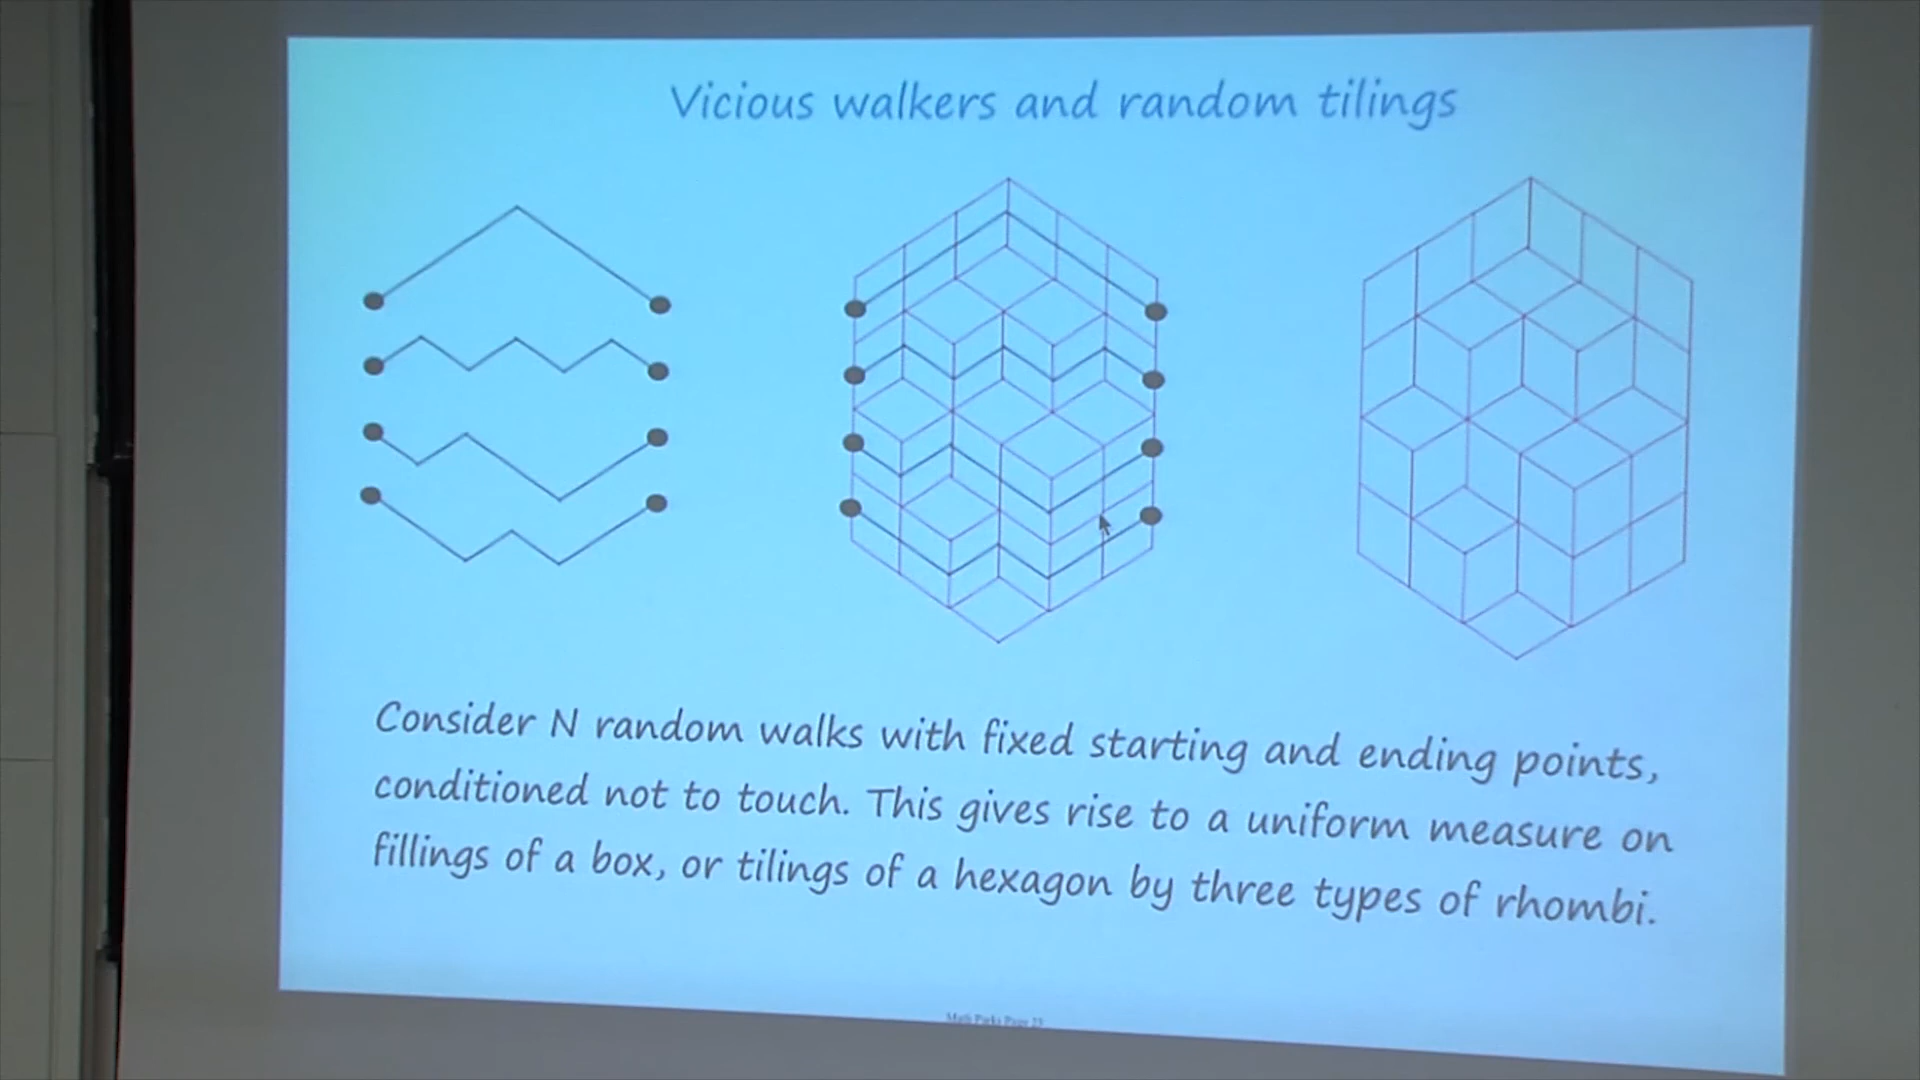 Vicious walkers and random tilings
Consider N random walks with fixed starting and ending points,
conditioned not to touch. This gives rise to a uniform measure on
fillings of a box, or tilings of a hexagon by three types of rhombi.